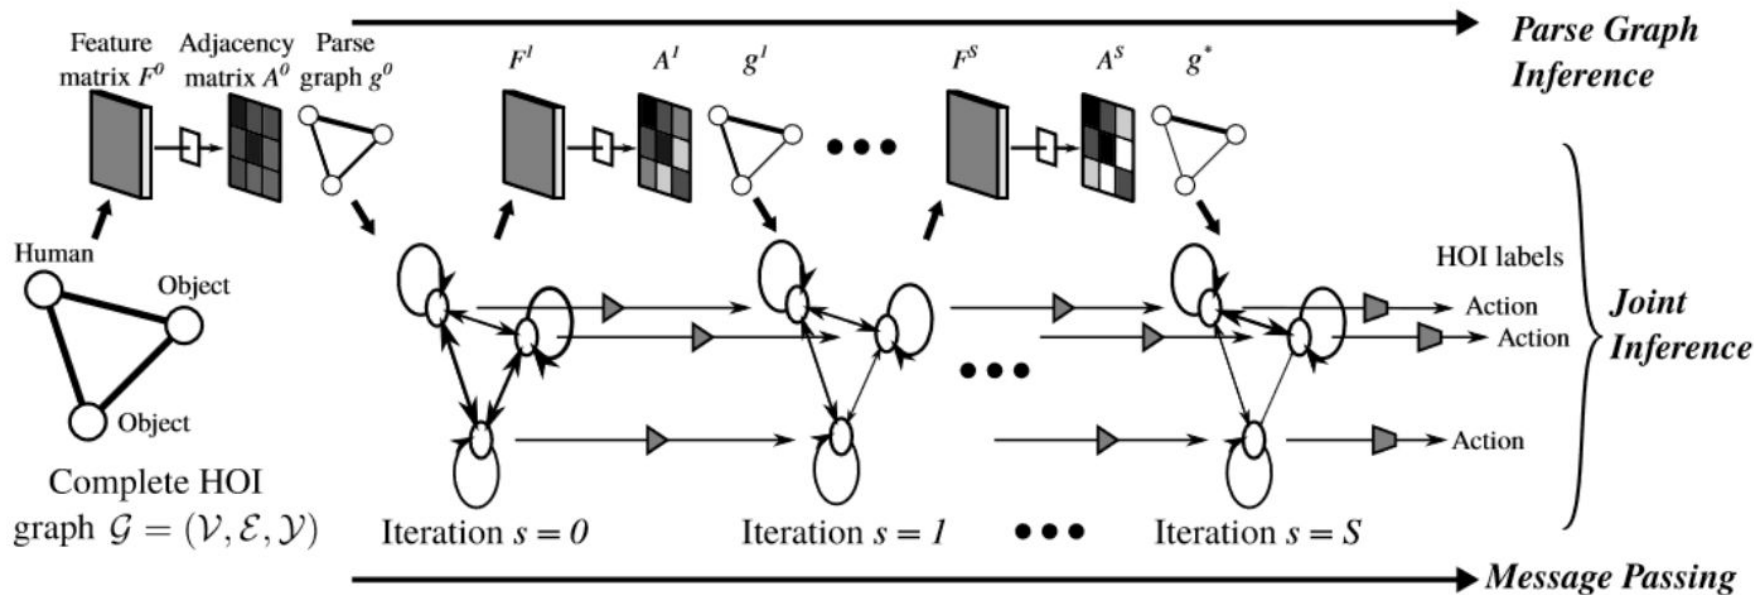 Feature
matrix F⁰
Adjacency
matrix A⁰
Parse
graph g⁰
F¹
A¹
g¹
Fˢ
Aˢ
g*
Parse Graph
Inference
Human
Object
Object
HOI labels
Action
Action
Action
Joint
Inference
Complete HOI
graph 𝒢 = (𝒱, ℰ, 𝒴)
Iteration s = 0
Iteration s = 1
Iteration s = S
Message Passing